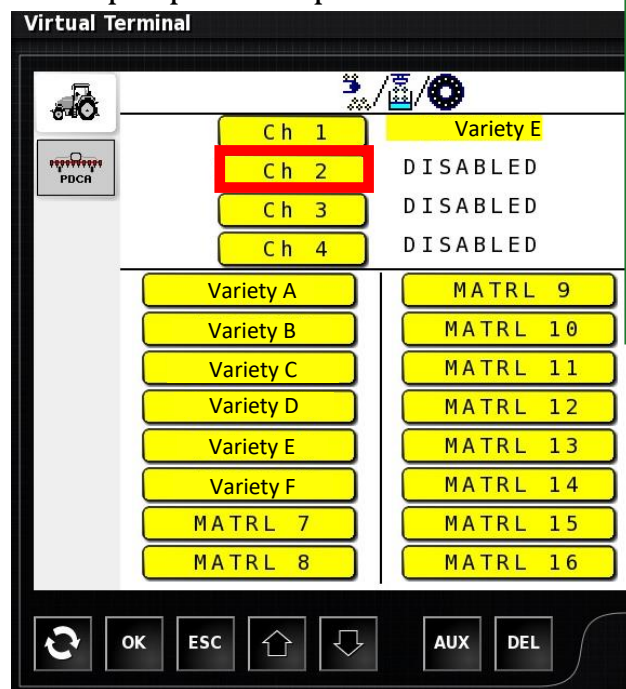 Virtual Terminal
Ch 1 Variety E
PDCA
Ch 2 DISABLED
Ch 3 DISABLED
Ch 4 DISABLED
Variety A MATRL 9
Variety B MATRL 10
Variety C MATRL 11
Variety D MATRL 12
Variety E MATRL 13
Variety F MATRL 14
MATRL 7 MATRL 15
MATRL 8 MATRL 16
OK ESC AUX DEL